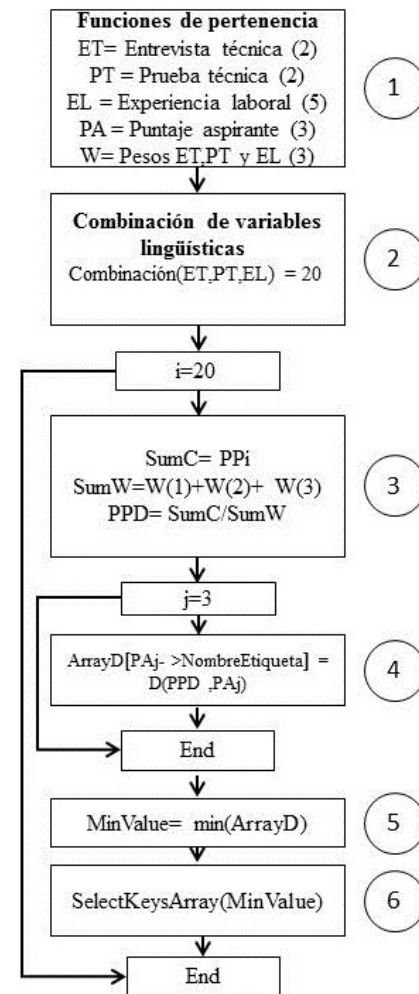 Funciones de pertenencia
ET= Entrevista técnica (2)
PT = Prueba técnica (2)
EL = Experiencia laboral (5)
PA = Puntaje aspirante (3)
W= Pesos ET,PT y EL (3)
1
Combinación de variables
lingüísticas
Combinación(ET,PT,EL) = 20
2
i=20
SumC= PPi
SumW=W(1)+W(2)+ W(3)
PPD= SumC/SumW
3
j=3
ArrayD[PAj- >NombreEtiqueta] =
D(PPD ,PAj)
4
End
MinValue= min(ArrayD)
5
SelectKeysArray(MinValue)
6
End